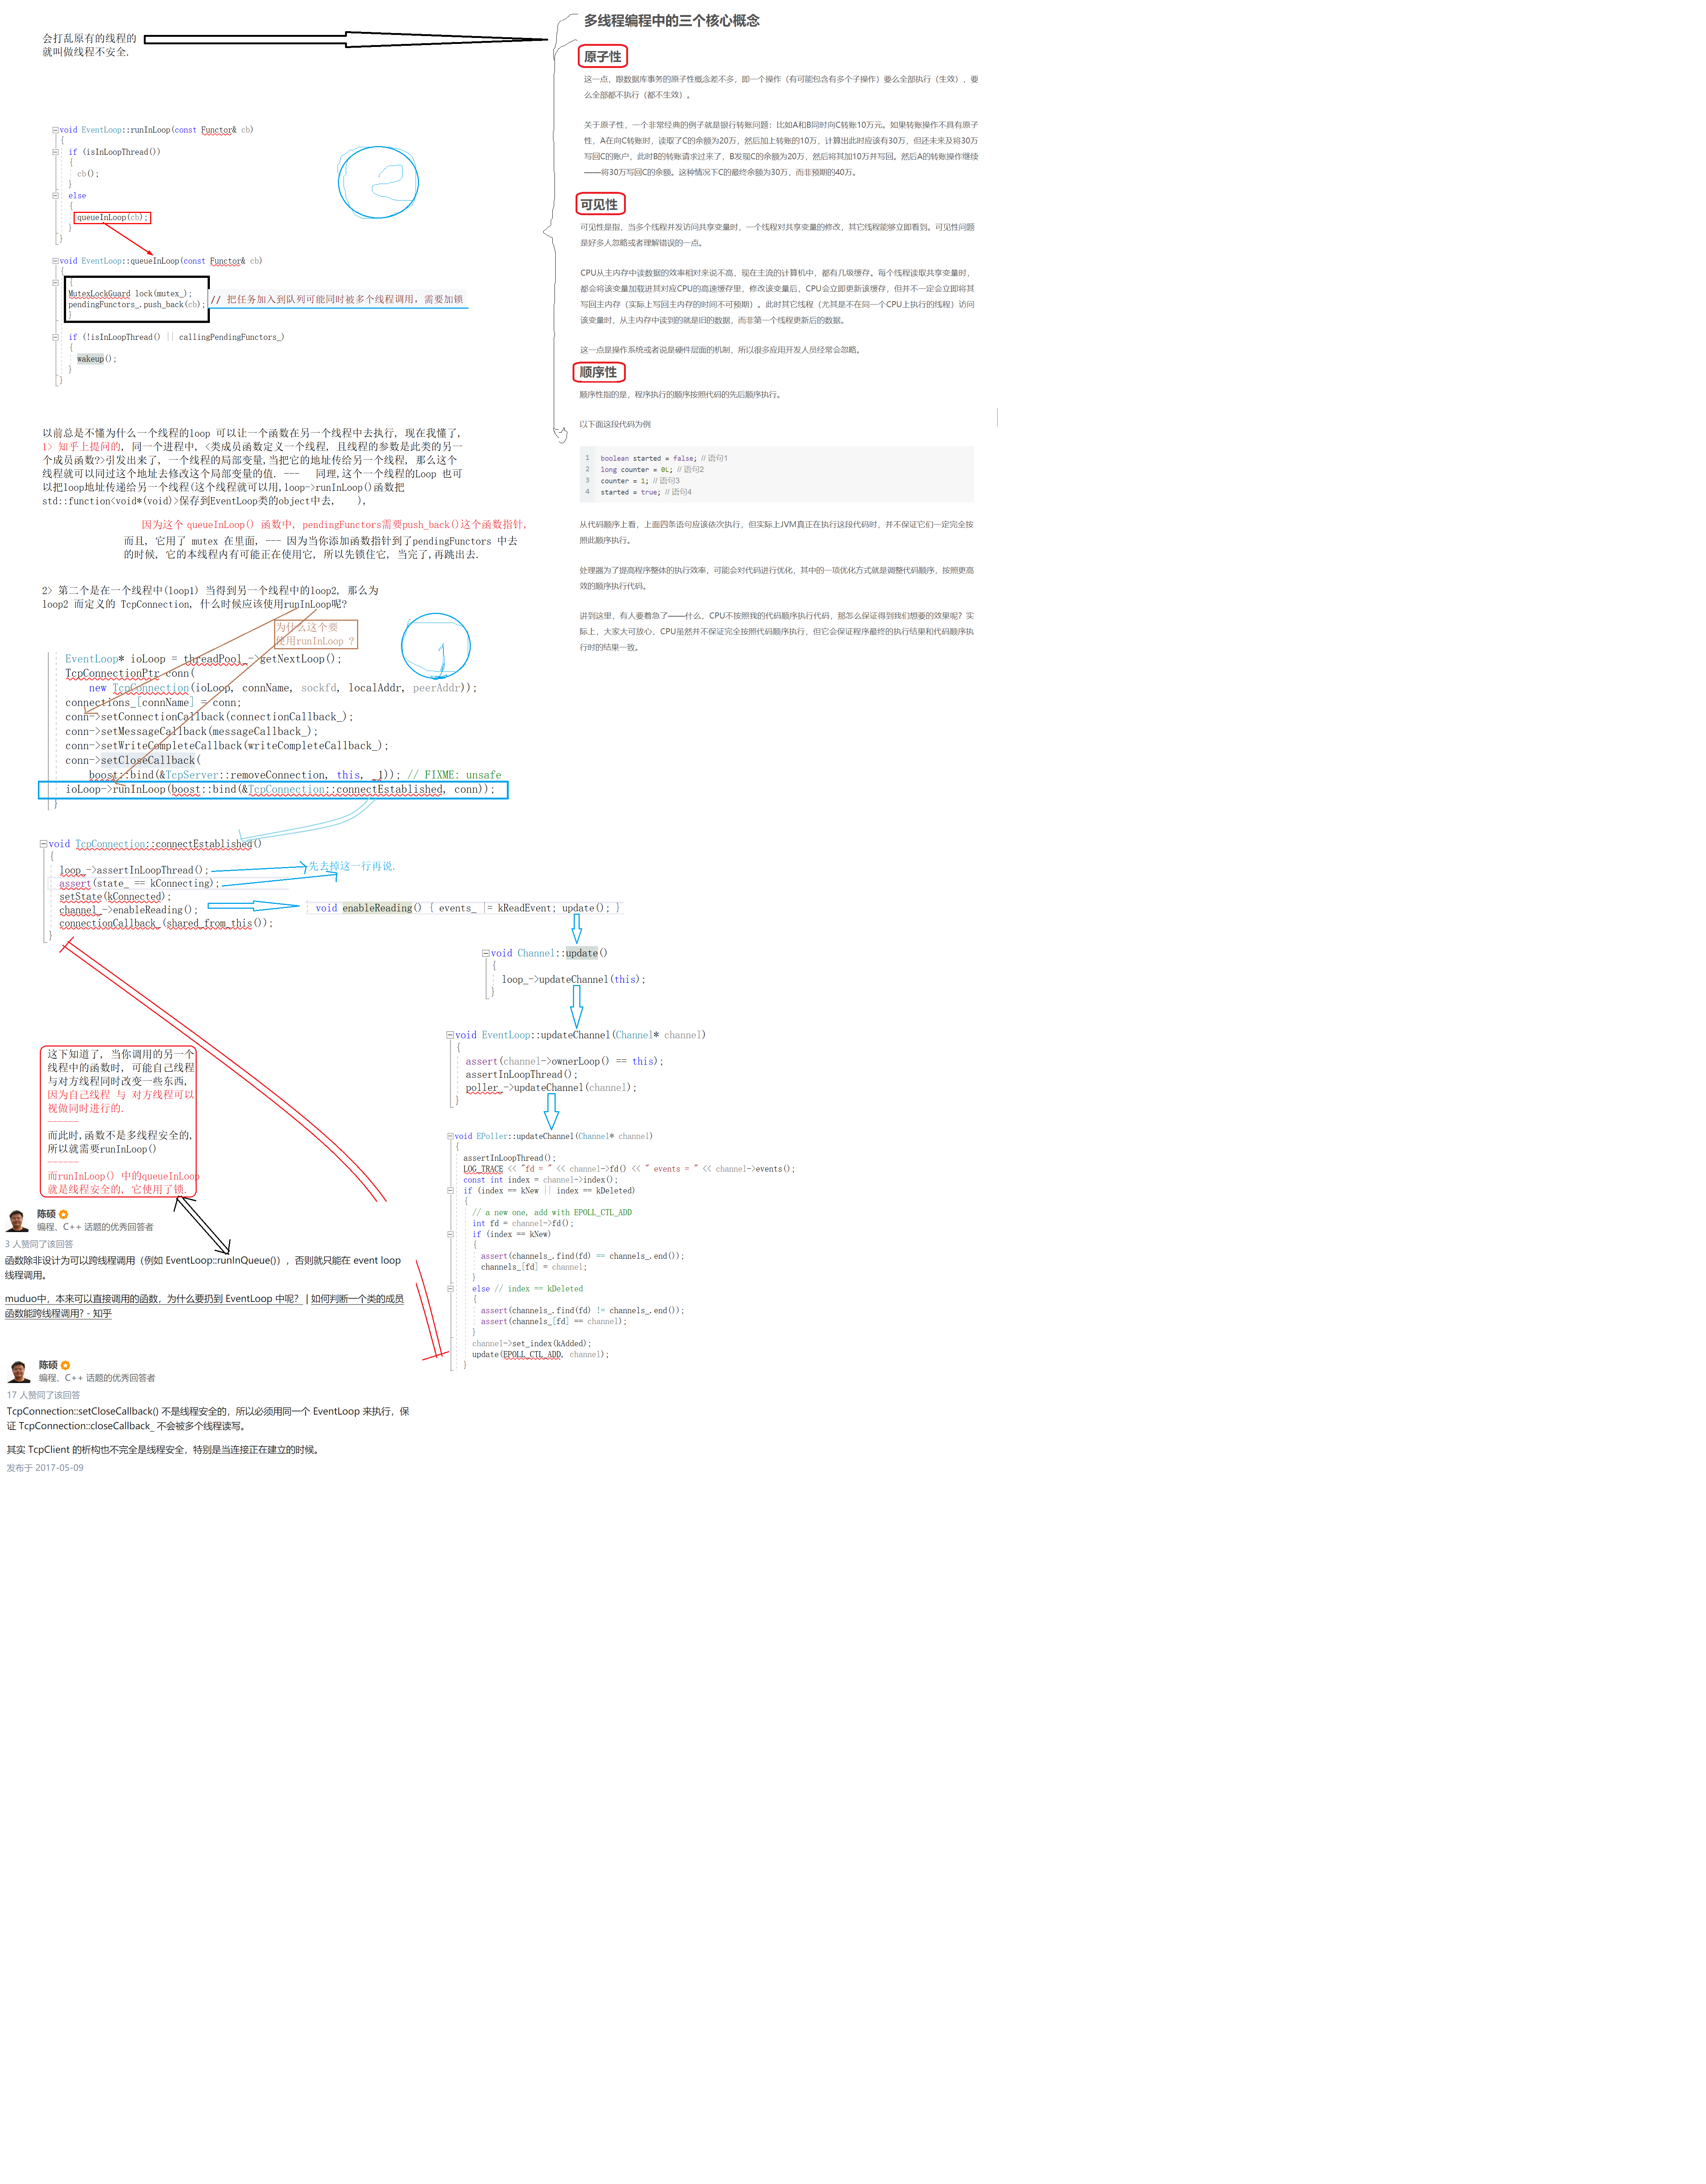 会打乱原有的线程的
就叫做线程不安全.
多线程编程中的三个核心概念
原子性
这一点，跟数据库事务的原子性概念差不多，即一个操作（有可能包含有多个子操作）要么全部执行（生效），要
么全部都不执行（都不生效）。
关于原子性，一个非常经典的例子就是银行转账问题：比如A和B同时向C转账10万元。如果转账操作不具有原子
性，A在向C转账时，读取了C的余额为20万，然后加上转账的10万，计算出此时应该有30万，但还未来及将30万
写回C的账户，此时B的转账请求过来了，B发现C的余额为20万，然后将其加10万并写回。然后A的转账操作继续
——将30万写回C的余额。这种情况下C的最终余额为30万，而非预期的40万。
可见性
可见性是指，当多个线程并发访问共享变量时，一个线程对共享变量的修改，其它线程能够立即看到。可见性问题
是好多人忽略或者理解错误的一点。
CPU从主内存中读数据的效率相对来说不高，现在主流的计算机中，都有几级缓存。每个线程读取共享变量时，
都会将该变量加载进其对应CPU的高速缓存里，修改该变量后，CPU会立即更新该缓存，但并不一定会立即将其
写回主内存（实际上写回主内存的时间不可预期）。此时其它线程（尤其是不在同一个CPU上执行的线程）访问
该变量时，从主内存中读到的就是旧的数据，而非第一个线程更新后的数据。
这一点是操作系统或者说是硬件层面的机制，所以很多应用开发人员经常会忽略。
顺序性
顺序性指的是，程序执行的顺序按照代码的先后顺序执行。
以下面这段代码为例
1 boolean started = false; // 语句1
2 long counter = 0L; // 语句2
3 counter = 1; // 语句3
4 started = true; // 语句4
从代码顺序上看，上面四条语句应该依次执行，但实际上JVM真正在执行这段代码时，并不保证它们一定完全按
照此顺序执行。
处理器为了提高程序整体的执行效率，可能会对代码进行优化，其中的一项优化方式就是调整代码顺序，按照更高
效的顺序执行代码。
讲到这里，有人要着急了——什么，CPU不按照我的代码顺序执行代码，那怎么保证得到我们想要的效果呢？实
际上，大家大可放心，CPU虽然并不保证完全按照代码顺序执行，但它会保证程序最终的执行结果和代码顺序执
行时的结果一致。
void EventLoop::runInLoop(const Functor& cb)
{
if (isInLoopThread())
{
cb();
}
else
{
queueInLoop(cb);
}
}
2
void EventLoop::queueInLoop(const Functor& cb)
{
{
MutexLockGuard lock(mutex_);
pendingFunctors_.push_back(cb); // 把任务加入到队列可能同时被多个线程调用，需要加锁
}
if (!isInLoopThread() || callingPendingFunctors_)
{
wakeup();
}
}
以前总是不懂为什么一个线程的loop 可以让一个函数在另一个线程中去执行, 现在我懂了,
1> 知乎上提问的, 同一个进程中, <类成员函数定义一个线程, 且线程的参数是此类的另一
个成员函数?>引发出来了, 一个线程的局部变量,当把它的地址传给另一个线程, 那么这个
线程就可以同过这个地址去修改这个局部变量的值. --- 同理,这个一个线程的Loop 也可
以把loop地址传递给另一个线程(这个线程就可以用,loop->runInLoop()函数把
std::function<void*(void)>保存到EventLoop类的object中去, ),
因为这个 queueInLoop() 函数中, pendingFunctors需要push_back()这个函数指针,
而且, 它用了 mutex 在里面, --- 因为当你添加函数指针到了pendingFunctors 中去
的时候, 它的本线程内有可能正在使用它, 所以先锁住它, 当完了,再跳出去.
2> 第二个是在一个线程中(loop1) 当得到另一个线程中的loop2, 那么为
loop2 而定义的 TcpConnection, 什么时候应该使用runInLoop呢?
为什么这个要
使用runInLoop ?
1
EventLoop* ioLoop = threadPool_->getNextLoop();
TcpConnectionPtr conn(
new TcpConnection(ioLoop, connName, sockfd, localAddr, peerAddr));
connections_[connName] = conn;
conn->setConnectionCallback(connectionCallback_);
conn->setMessageCallback(messageCallback_);
conn->setWriteCompleteCallback(writeCompleteCallback_);
conn->setCloseCallback(
boost::bind(&TcpServer::removeConnection, this, _1)); // FIXME: unsafe
ioLoop->runInLoop(boost::bind(&TcpConnection::connectEstablished, conn));
}
void TcpConnection::connectEstablished()
{
loop_->assertInLoopThread();
assert(state_ == kConnecting);
setState(kConnected);
channel_->enableReading();
connectionCallback_(shared_from_this());
}
先去掉这一行再说.
void enableReading() { events_ |= kReadEvent; update(); }
void Channel::update()
{
loop_->updateChannel(this);
}
void EventLoop::updateChannel(Channel* channel)
{
assert(channel->ownerLoop() == this);
assertInLoopThread();
poller_->updateChannel(channel);
}
void EPoller::updateChannel(Channel* channel)
{
assertInLoopThread();
LOG_TRACE << "fd = " << channel->fd() << " events = " << channel->events();
const int index = channel->index();
if (index == kNew || index == kDeleted)
{
// a new one, add with EPOLL_CTL_ADD
int fd = channel->fd();
if (index == kNew)
{
assert(channels_.find(fd) == channels_.end());
channels_[fd] = channel;
}
else // index == kDeleted
{
assert(channels_.find(fd) != channels_.end());
assert(channels_[fd] == channel);
}
channel->set_index(kAdded);
update(EPOLL_CTL_ADD, channel);
}
这下知道了, 当你调用的另一个
线程中的函数时, 可能自己线程
与对方线程同时改变一些东西,
因为自己线程 与 对方线程可以
视做同时进行的.
------
而此时,函数不是多线程安全的,
所以就需要runInLoop()
------
而runInLoop() 中的queueInLoop
就是线程安全的, 它使用了锁.
陈硕
编程、C++ 话题的优秀回答者
3 人赞同了该回答
函数除非设计为可以跨线程调用（例如 EventLoop::runInQueue()），否则就只能在 event loop
线程调用。
muduo中，本来可以直接调用的函数，为什么要扔到 EventLoop 中呢？ | 如何判断一个类的成员
函数能跨线程调用? - 知乎
陈硕
编程、C++ 话题的优秀回答者
17 人赞同了该回答
TcpConnection::setCloseCallback() 不是线程安全的，所以必须用同一个 EventLoop 来执行，保
证 TcpConnection::closeCallback_ 不会被多个线程读写。
其实 TcpClient 的析构也不完全是线程安全，特别是当连接正在建立的时候。
发布于 2017-05-09